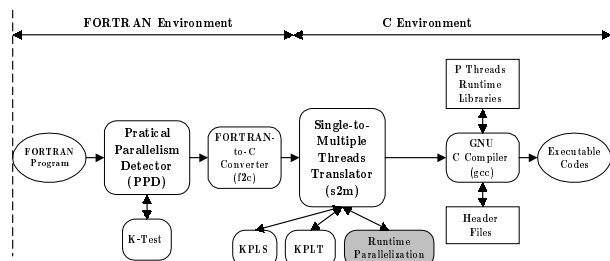 FORTRAN Environment
C Environment
P Threads
Runtime
Libraries
FORTRAN
Program
Pratical
Parallelism
Detector
(PPD)
FORTRAN-
to-C
Converter
(f2c)
Single-to-
Multiple
Threads
Translator
(s2m)
GNU
C Compiler
(gcc)
Executable
Codes
K-Test
KPLS
KPLT
Runtime
Parallelization
Header
Files